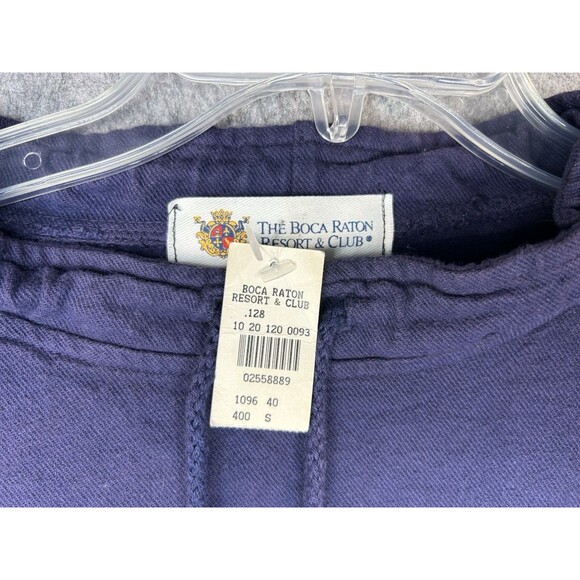 THE BOCA RATON
RESORT & CLUB®
BOCA RATON
RESORT & CLUB
.128
10 20 120 0093
02558889
1096 40
400 S